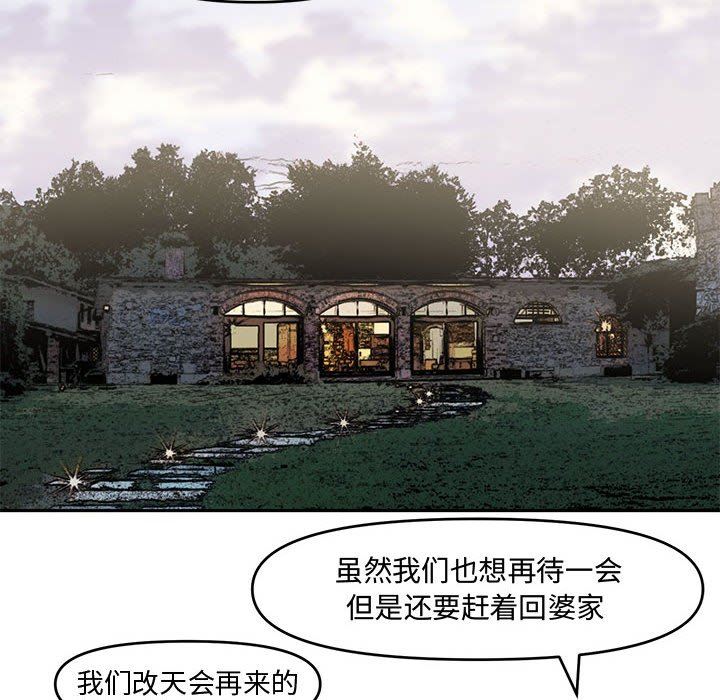 虽然我们也想再待一会
但是还要赶着回婆家
我们改天会再来的